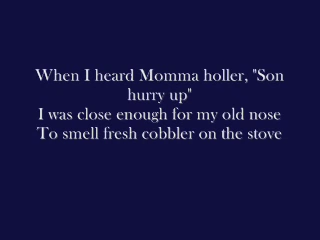 When I heard Momma holler, "Son
hurry up"
I was close enough for my old nose
To smell fresh cobbler on the stove